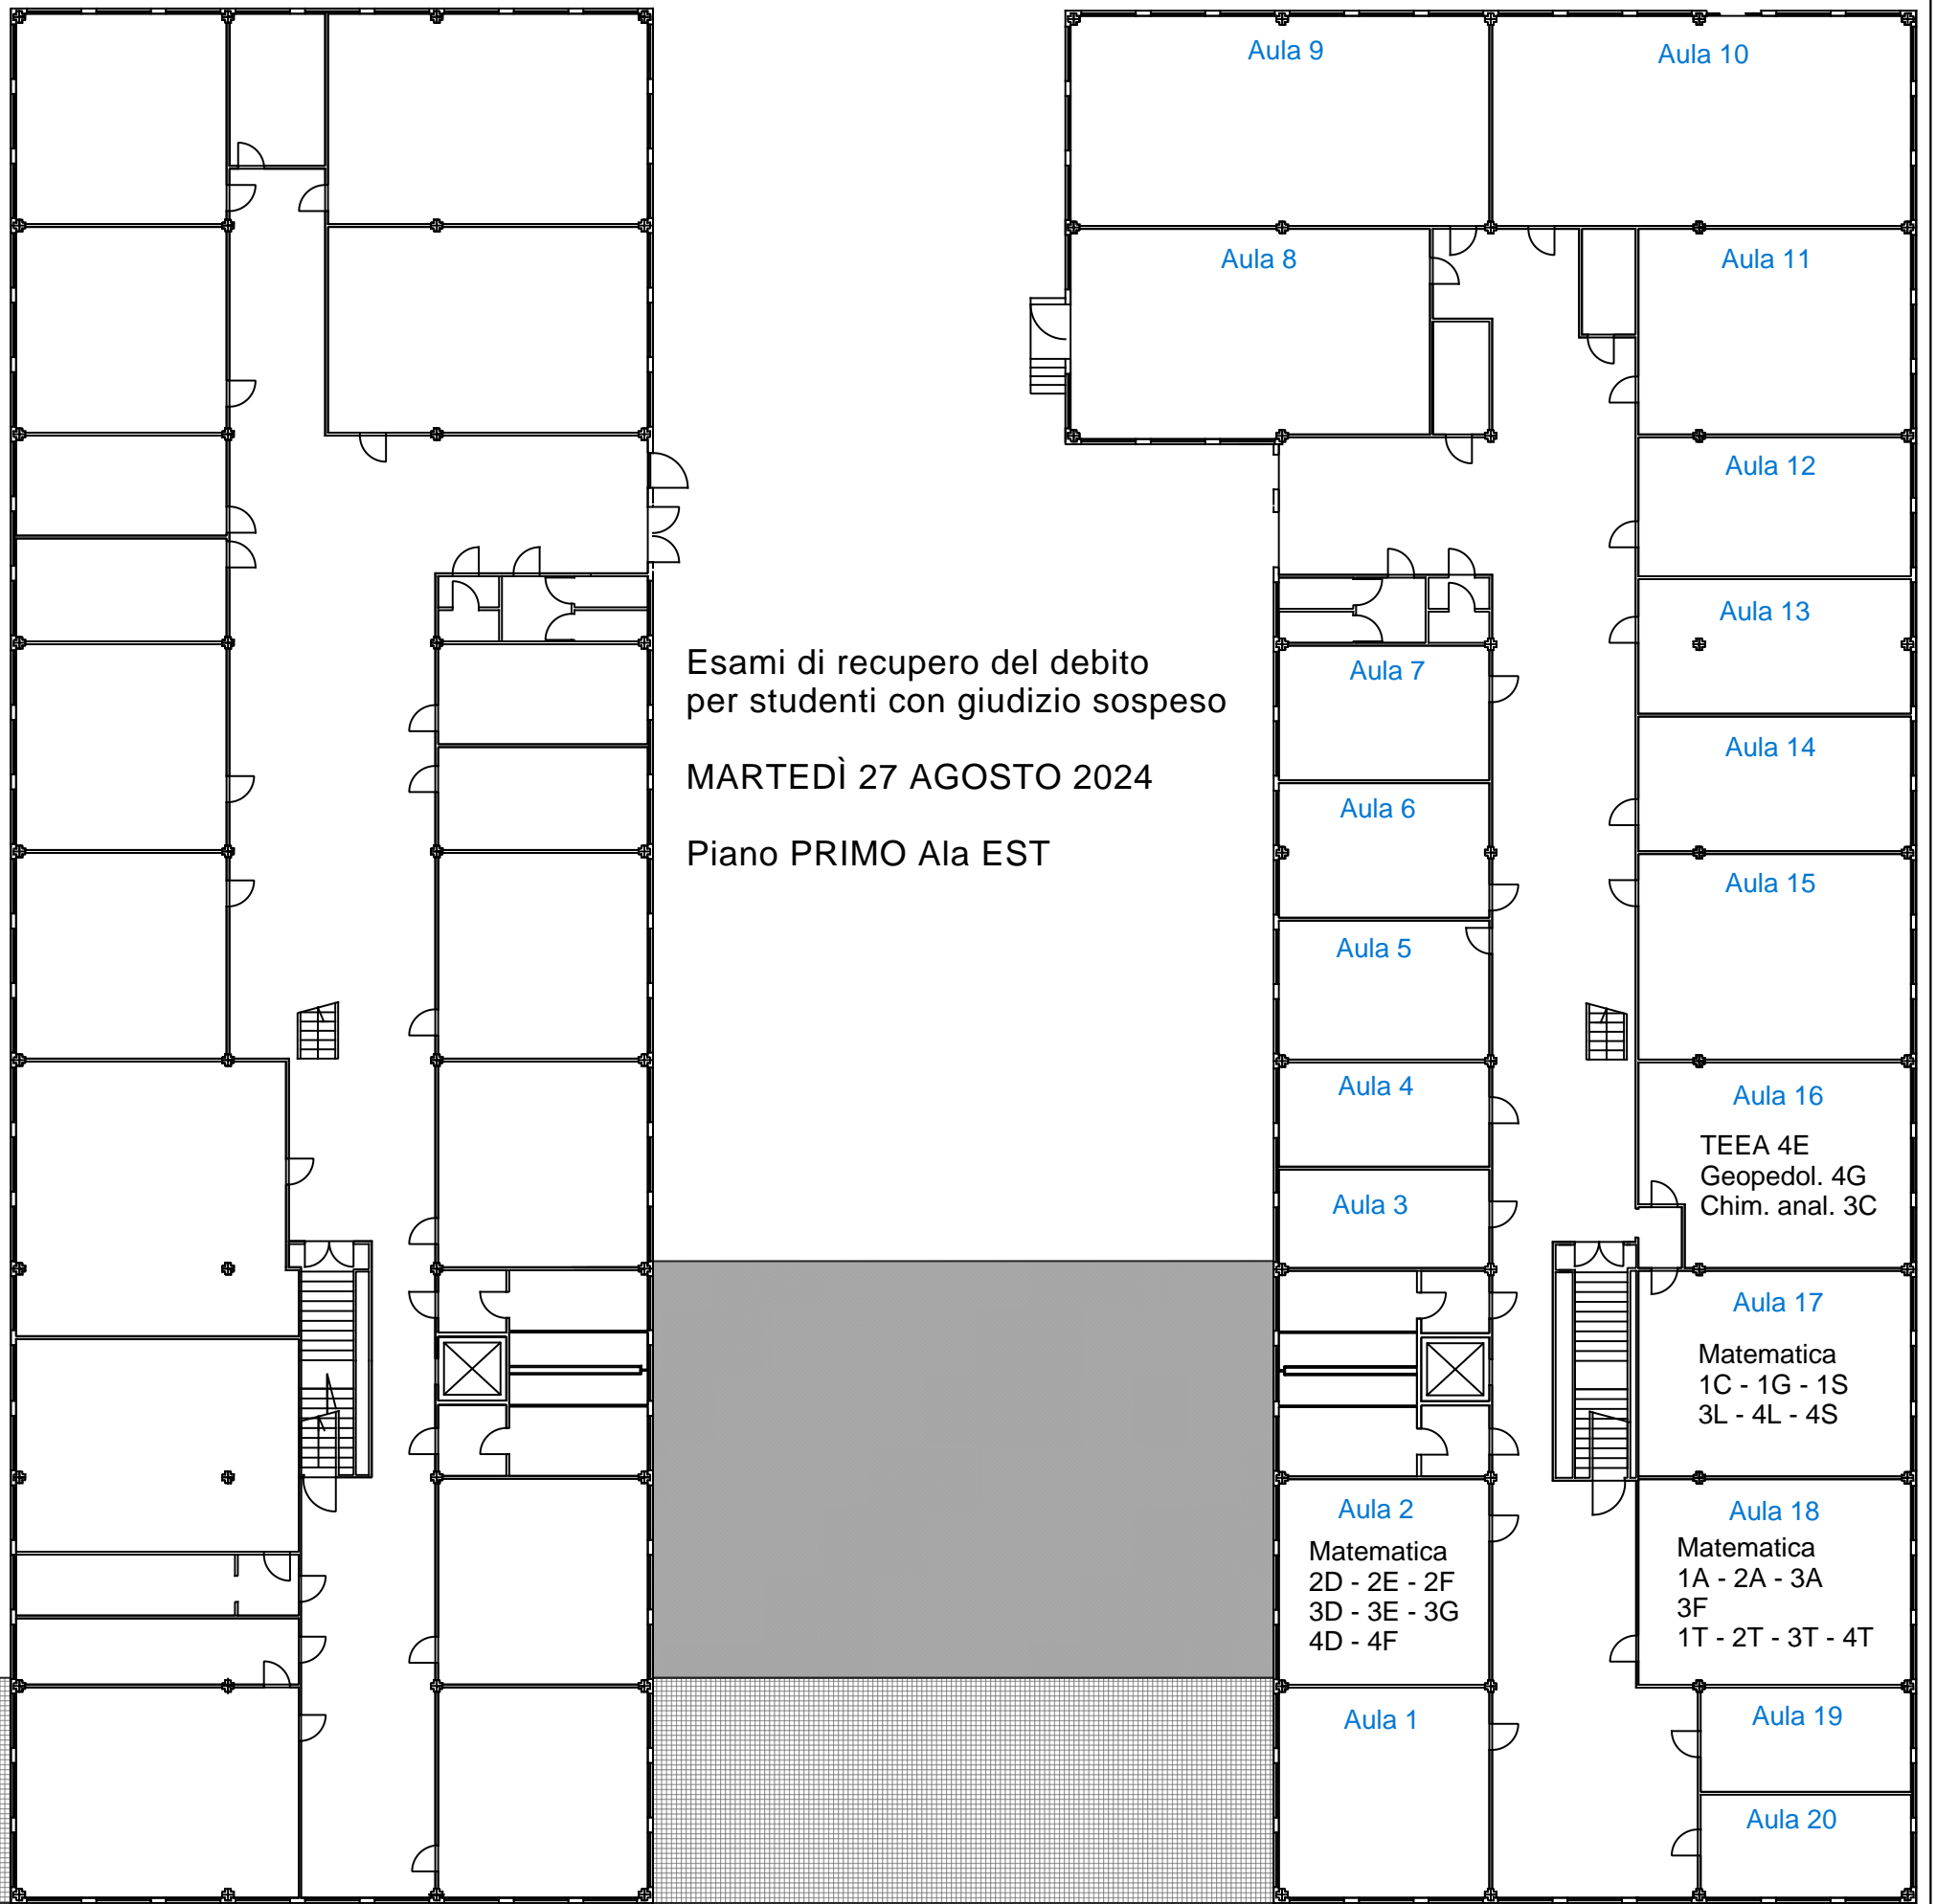 Aula 9
Aula 10
Aula 8
Aula 11
Aula 12
Aula 13
Esami di recupero del debito
per studenti con giudizio sospeso
MARTEDÌ 27 AGOSTO 2024
Piano PRIMO Ala EST
Aula 7
Aula 14
Aula 6
Aula 15
Aula 5
Aula 4
Aula 16
TEEA 4E
Geopedol. 4G
Chim. anal. 3C
Aula 3
Aula 17
Matematica
1C - 1G - 1S
3L - 4L - 4S
Aula 2
Matematica
2D - 2E - 2F
3D - 3E - 3G
4D - 4F
Aula 18
Matematica
1A - 2A - 3A
3F
1T - 2T - 3T - 4T
Aula 1
Aula 19
Aula 20